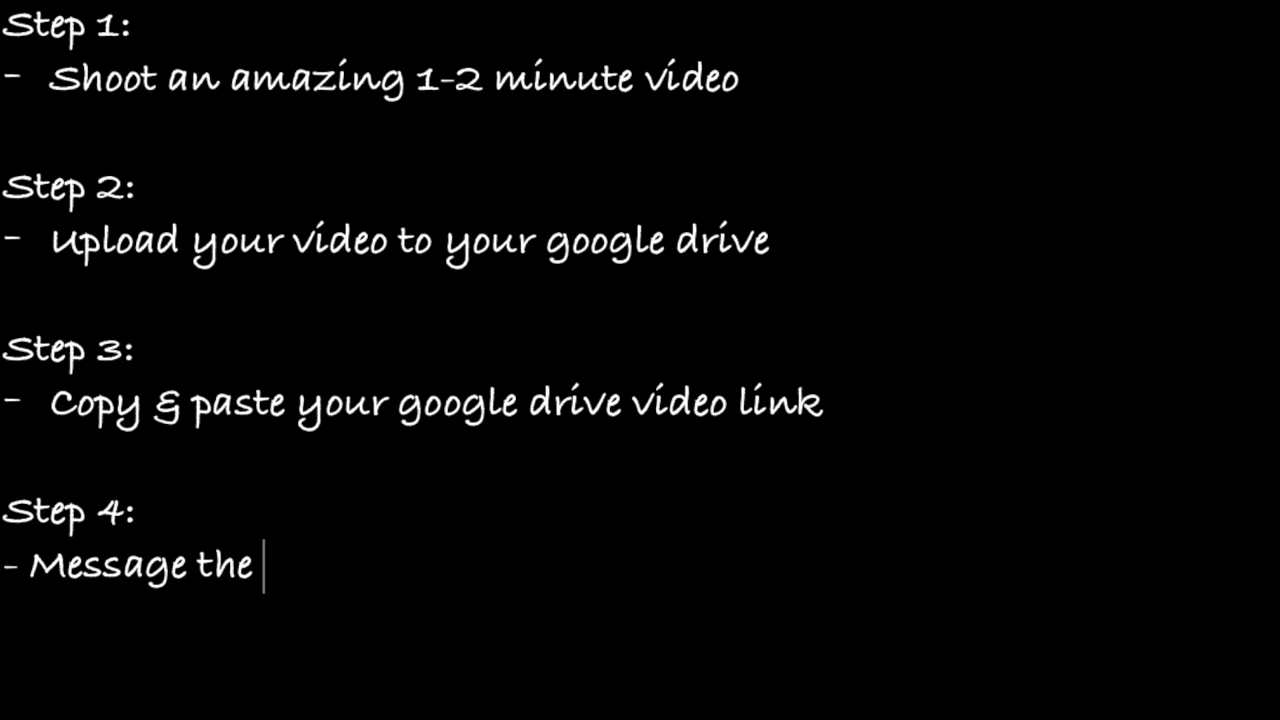 Step 1:
- Shoot an amazing 1-2 minute video
Step 2:
- Upload your video to your google drive
Step 3:
- Copy & paste your google drive video link
Step 4:
- Message the